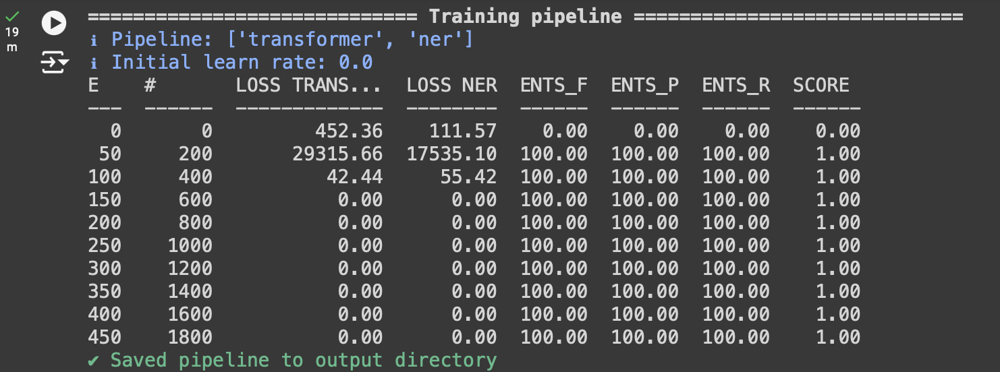 ============================= Training pipeline =============================
ℹ Pipeline: ['transformer', 'ner']
ℹ Initial learn rate: 0.0
E    #       LOSS TRANS...  LOSS NER  ENTS_F  ENTS_P  ENTS_R  SCORE
---  ------  -------------  --------  ------  ------  ------  ------
  0       0         452.36    111.57    0.00    0.00    0.00    0.00
 50     200       29315.66  17535.10  100.00  100.00  100.00    1.00
100     400          42.44     55.42  100.00  100.00  100.00    1.00
150     600           0.00      0.00  100.00  100.00  100.00    1.00
200     800           0.00      0.00  100.00  100.00  100.00    1.00
250    1000           0.00      0.00  100.00  100.00  100.00    1.00
300    1200           0.00      0.00  100.00  100.00  100.00    1.00
350    1400           0.00      0.00  100.00  100.00  100.00    1.00
400    1600           0.00      0.00  100.00  100.00  100.00    1.00
450    1800           0.00      0.00  100.00  100.00  100.00    1.00
✔ Saved pipeline to output directory
19
m